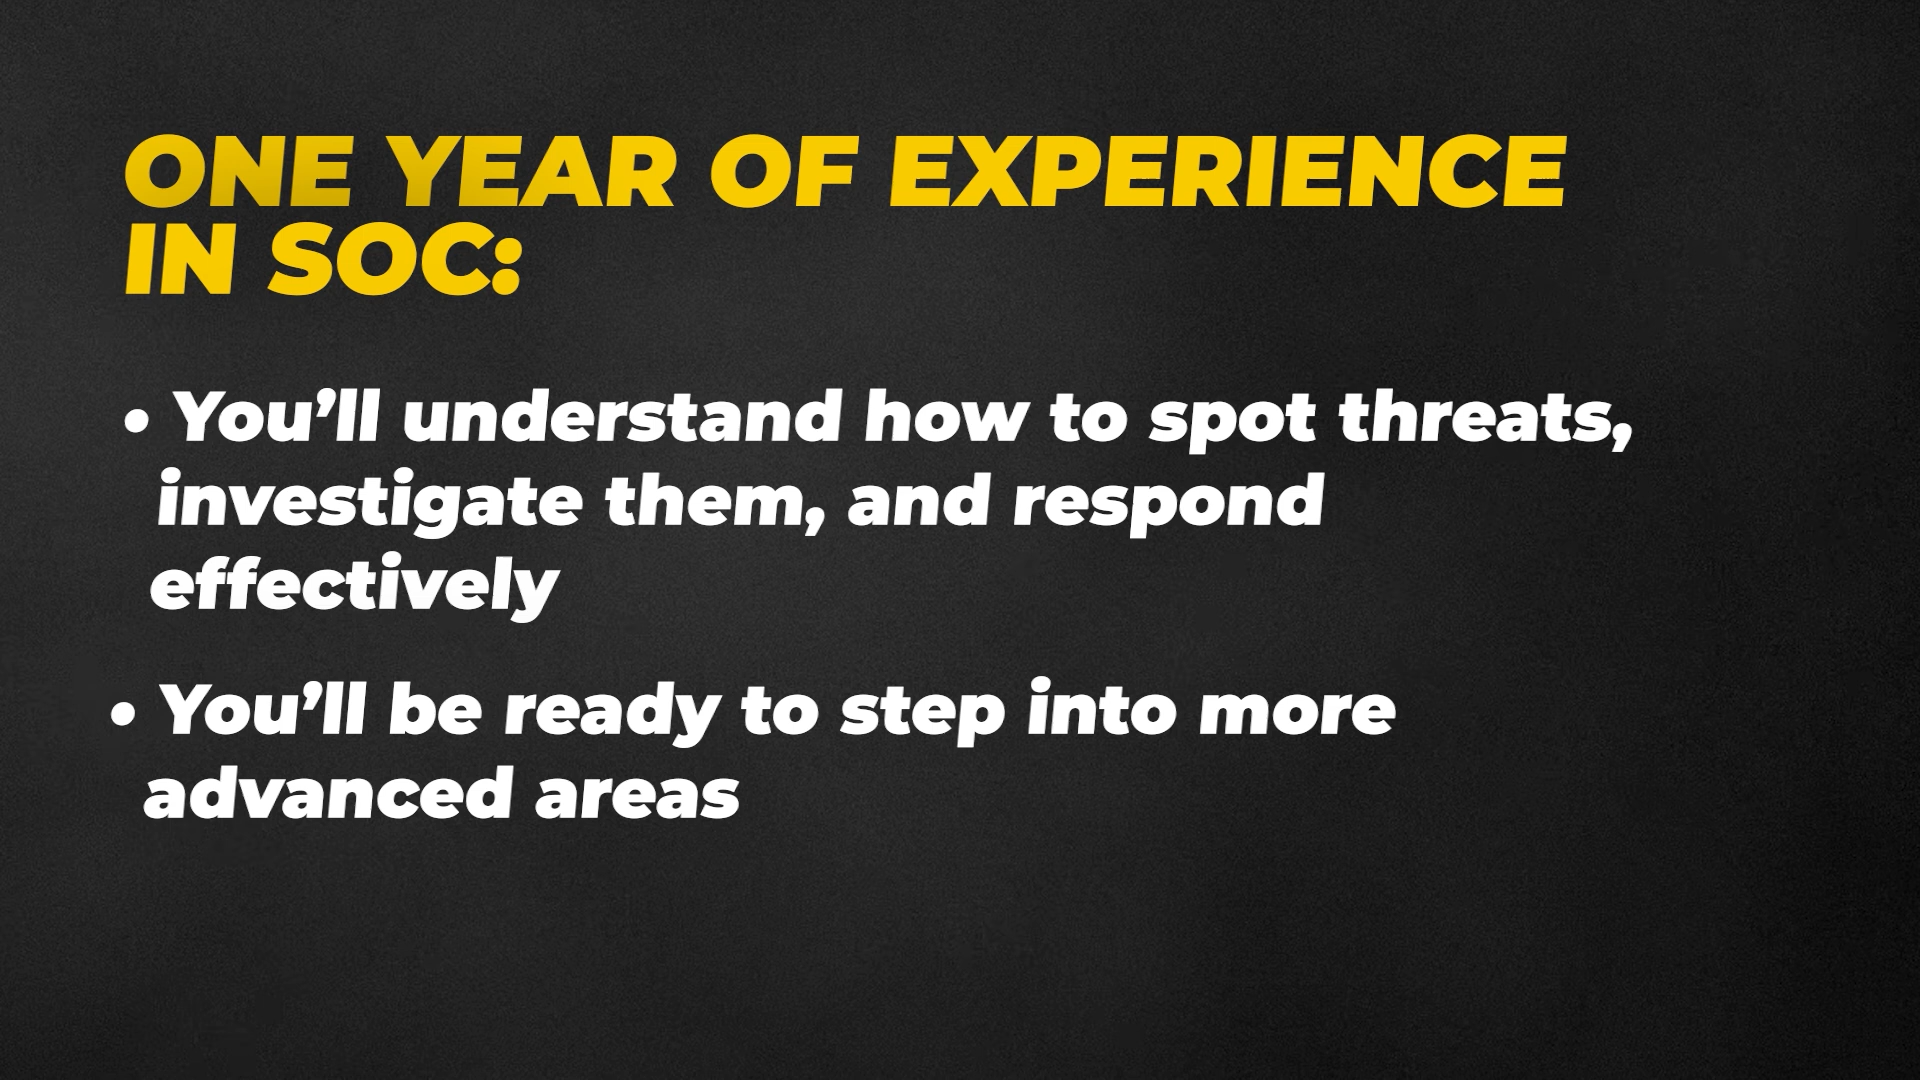 ONE YEAR OF EXPERIENCE
IN SOC:
• You’ll understand how to spot threats,
investigate them, and respond
effectively
• You’ll be ready to step into more
advanced areas